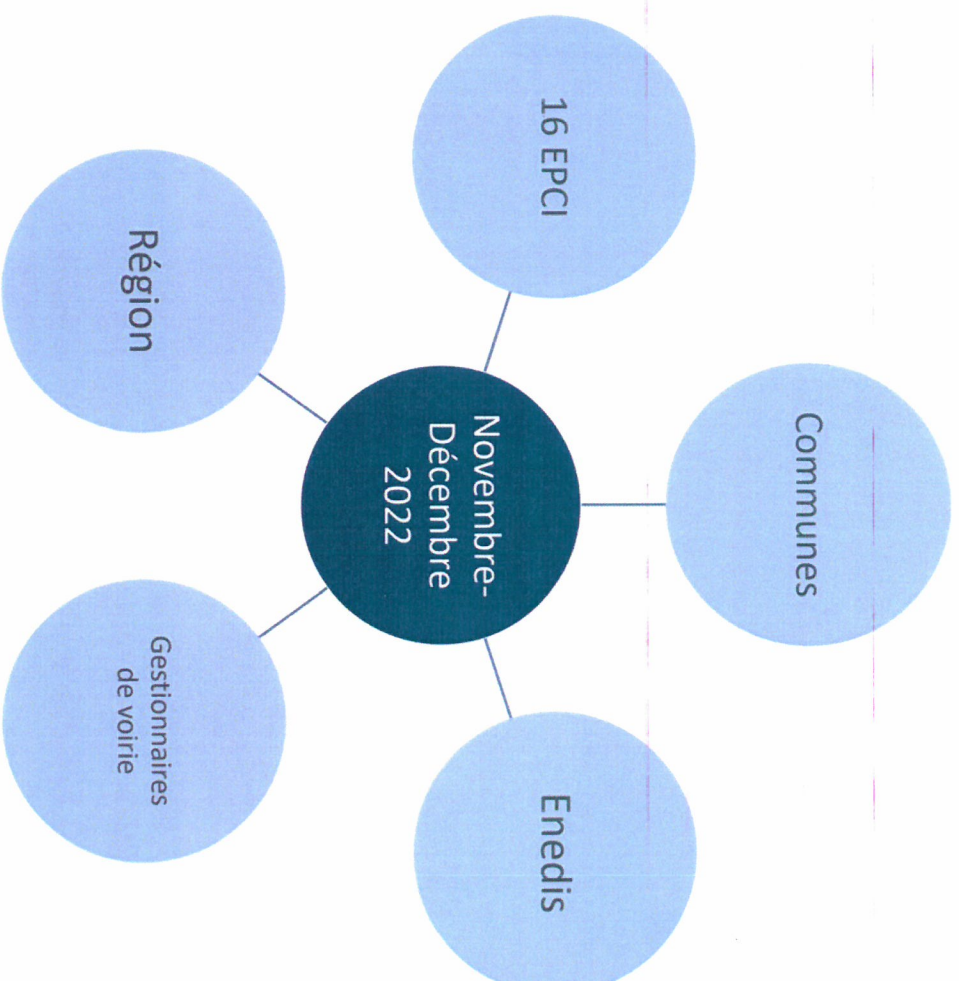 Communes
16 EPCI
Novembre-
Décembre
2022
Enedis
Région
Gestionnaires
de voirie